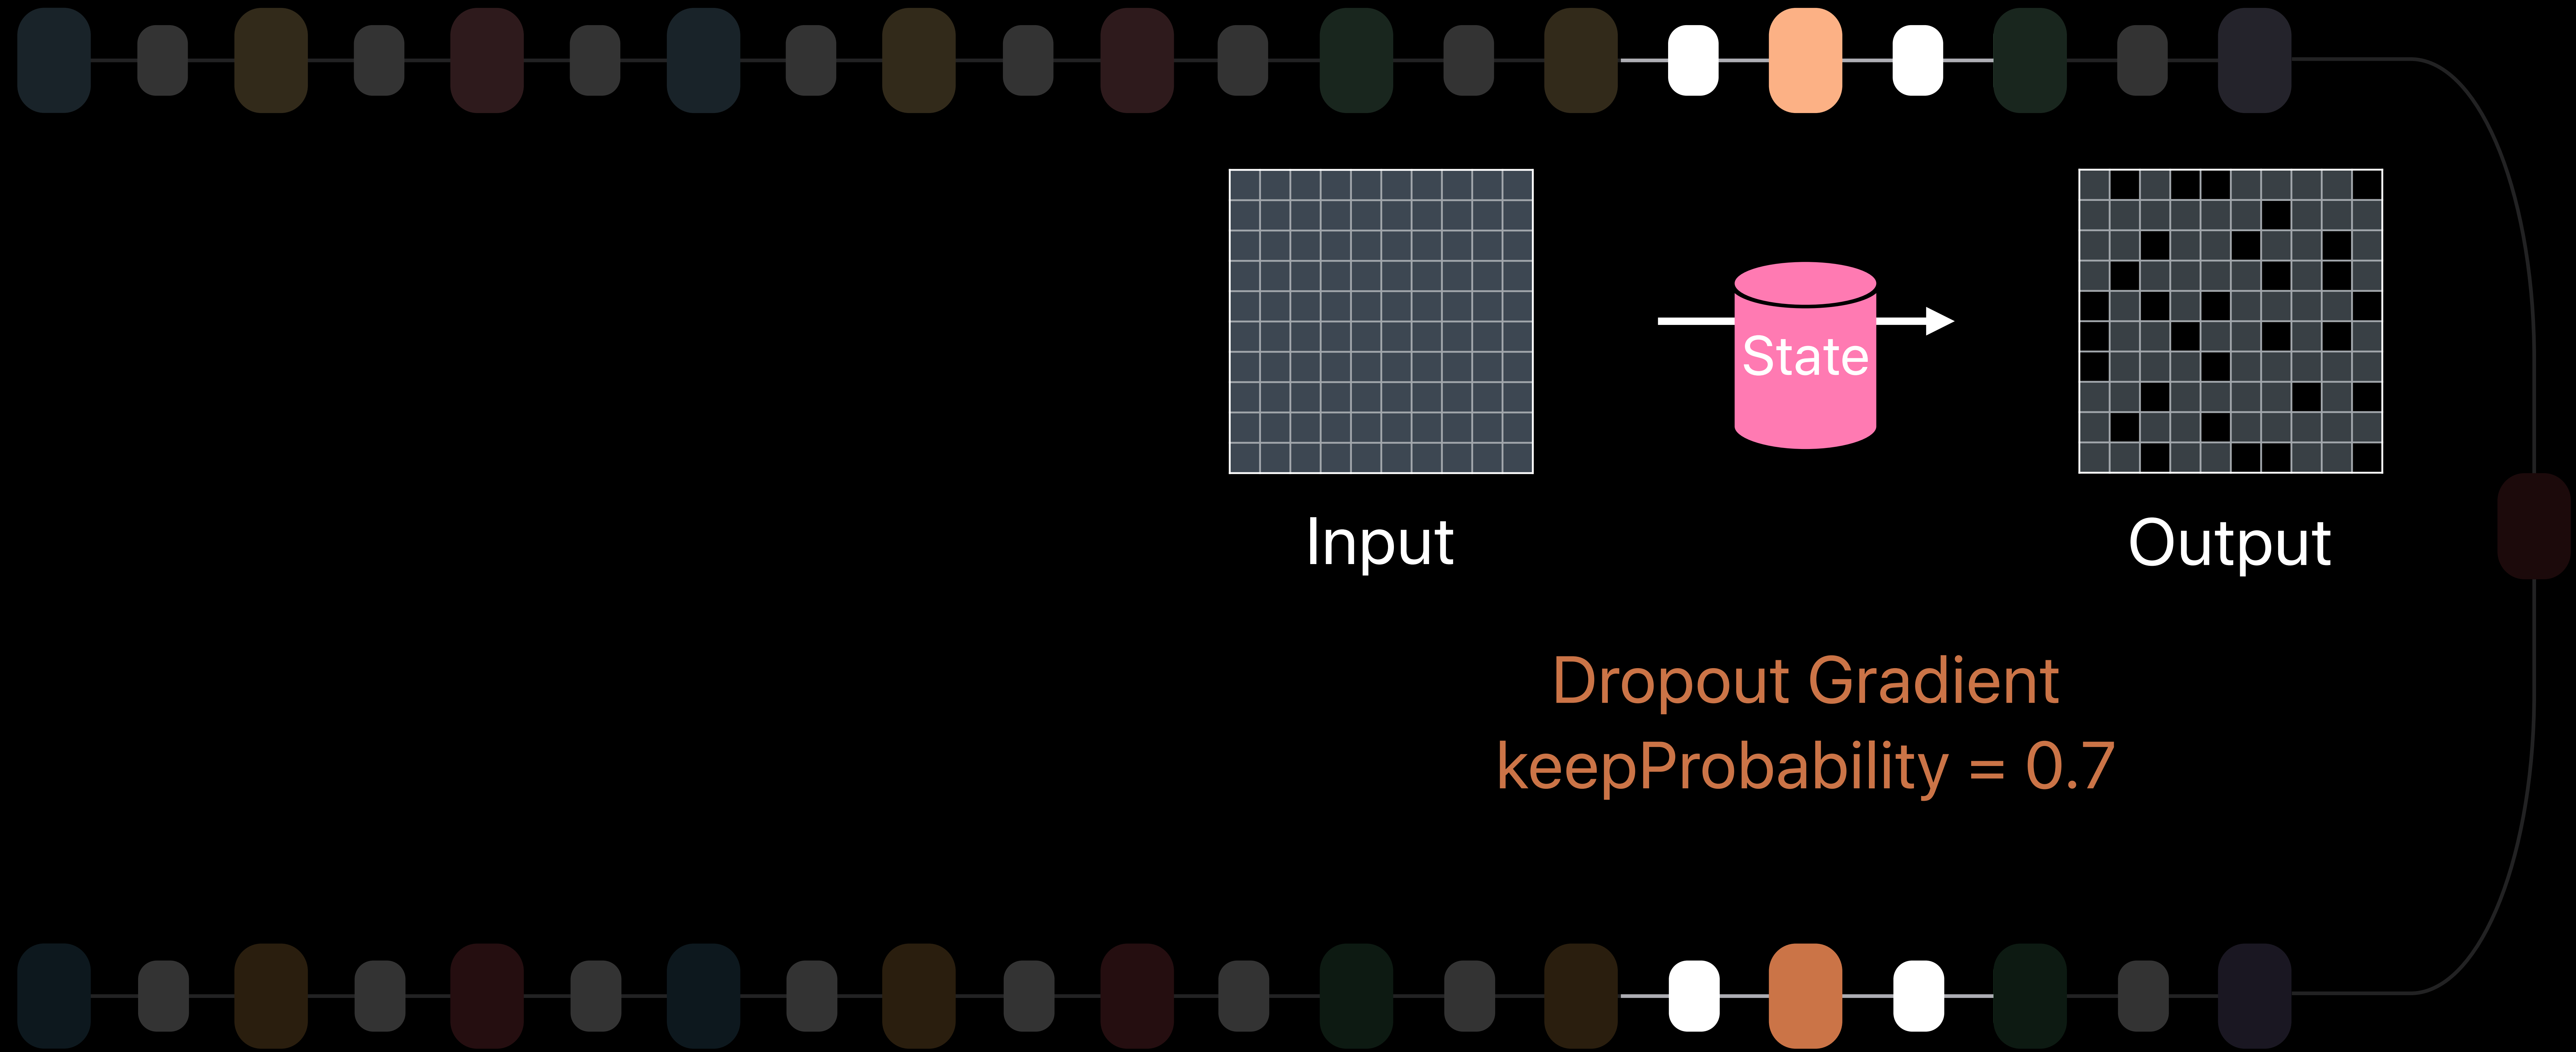 State
Input
Output
Dropout Gradient
keepProbability = 0.7